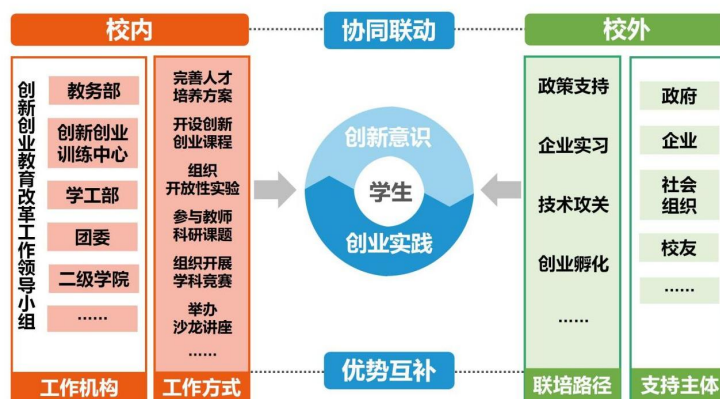 校内
协同联动
校外
创新创业教育改革工作领导小组
教务部
创新创业
训练中心
学工部
团委
二级学院
……
工作机构
完善人才
培养方案
开设创新
创业课程
组织
开放性实验
参与教师
科研课题
组织开展
学科竞赛
举办
沙龙讲座
……
工作方式
创新意识
学生
创业实践
优势互补
政策支持
企业实习
技术攻关
创业孵化
……
联培路径
政府
企业
社会
组织
校友
……
支持主体